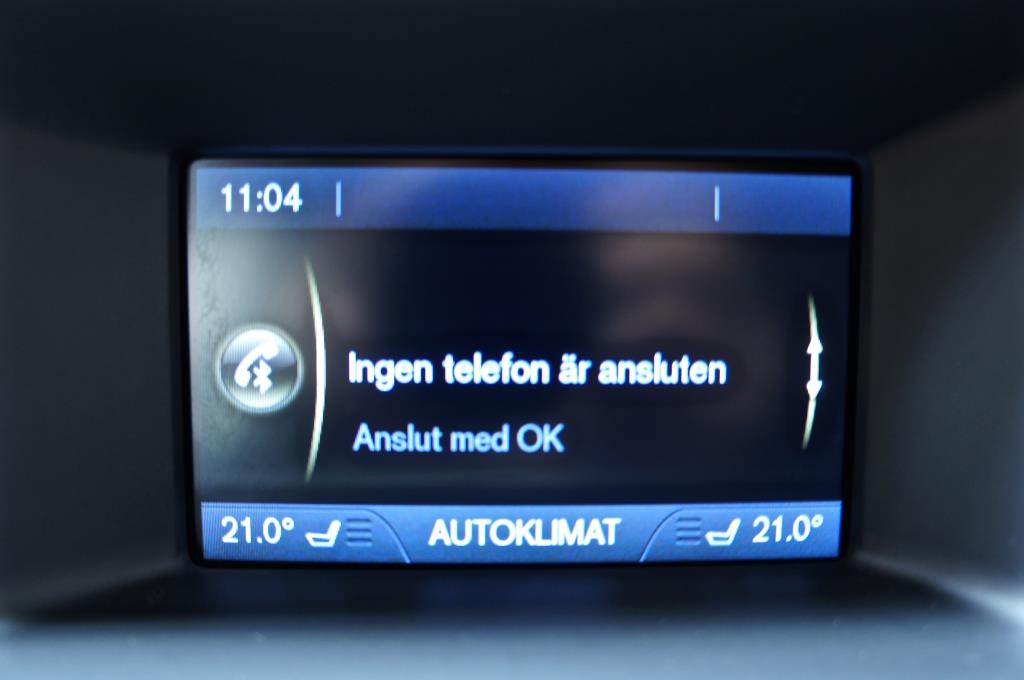 11:04
Ingen telefon är ansluten
Anslut med OK
21.0° AUTOKLIMAT 21.0°